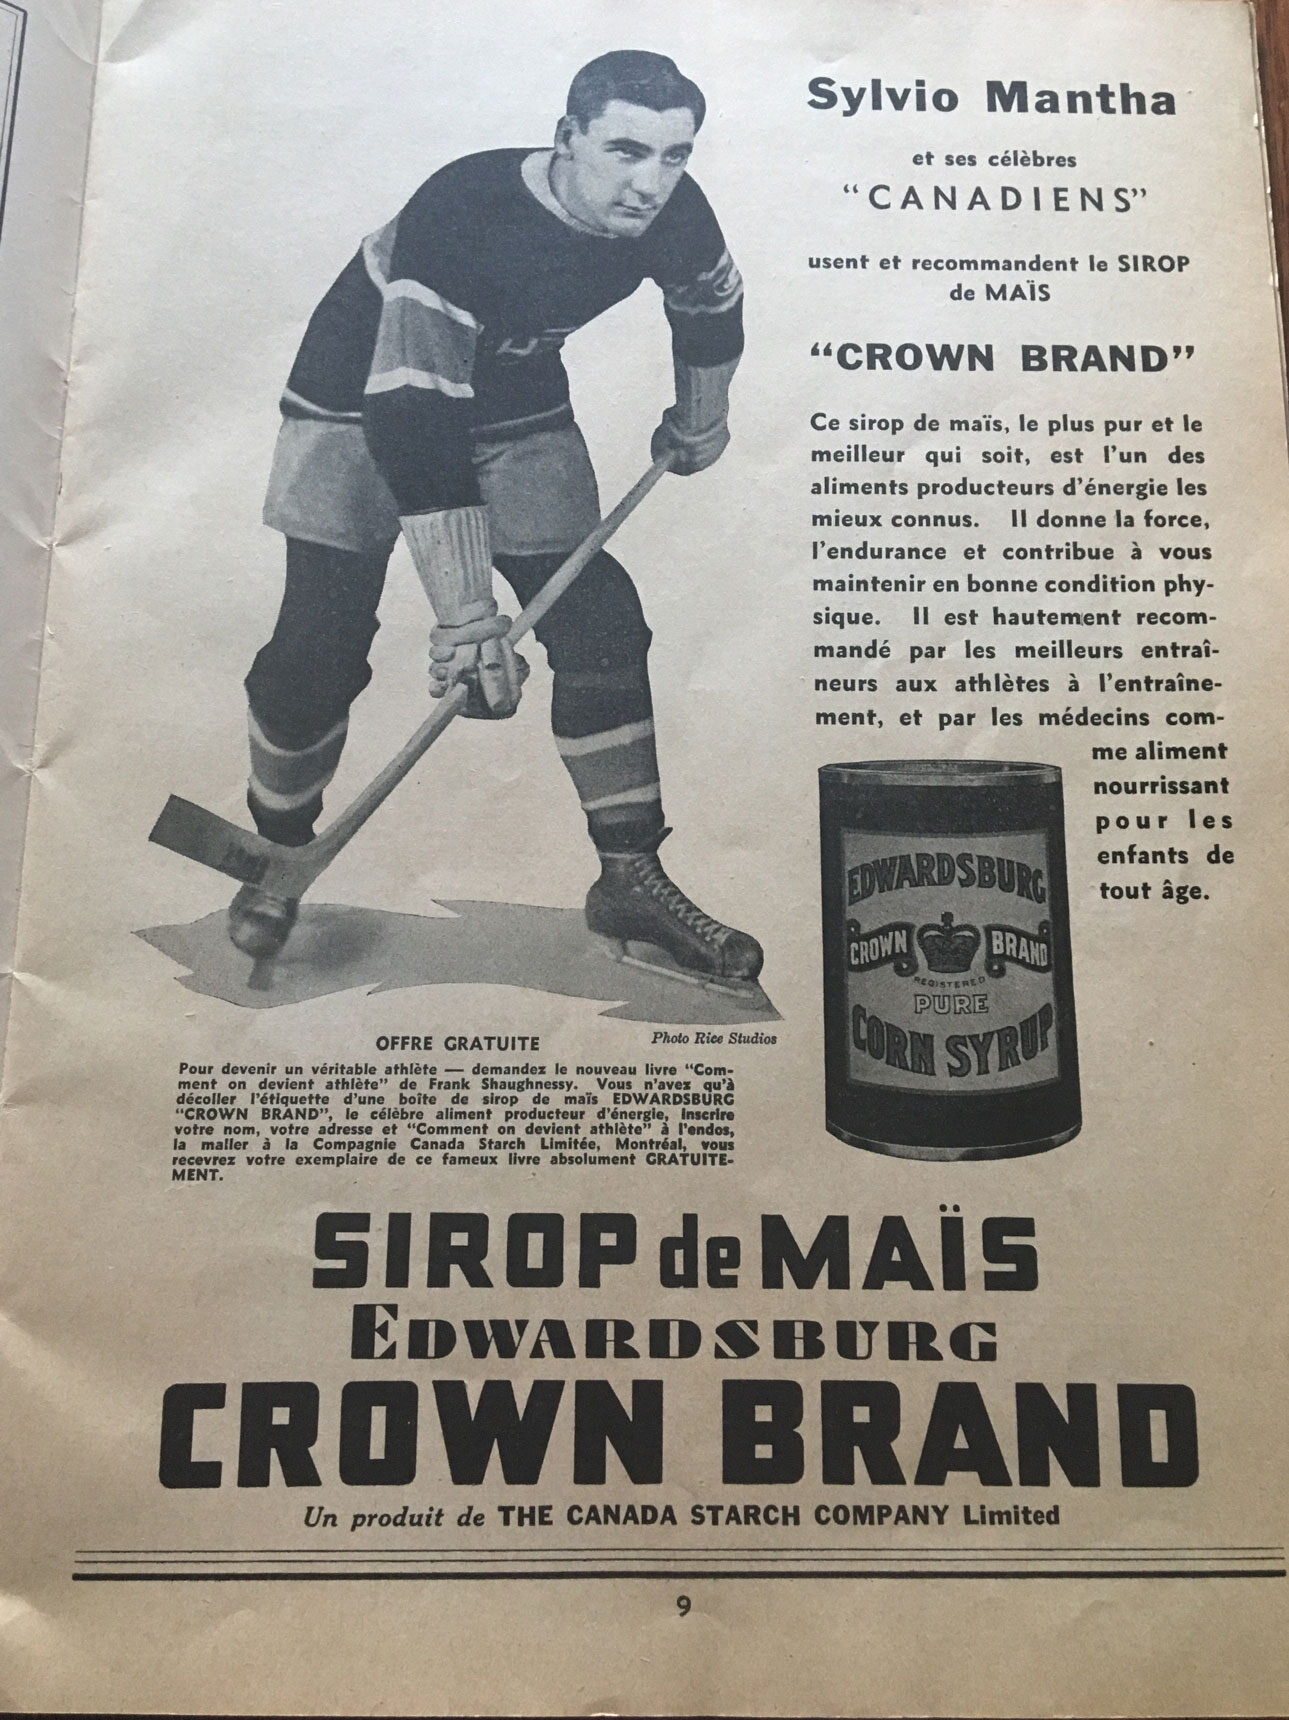 Sylvio Mantha
et ses célèbres
“CANADIENS”
usent et recommandent le SIROP
de MAÏS
“CROWN BRAND”
Ce sirop de maïs, le plus pur et le
meilleur qui soit, est l’un des
aliments producteurs d’énergie les
mieux connus. Il donne la force,
l’endurance et contribue à vous
maintenir en bonne condition phy-
sique. Il est hautement recom-
mandé par les meilleurs entraî-
neurs aux athlètes à l’entraîne-
ment, et par les médecins com-
me aliment
nourrissant
pour les
enfants de
tout âge.
EDWARDSBURG
CROWN BRAND
REGISTERED
PURE
CORN SYRUP
Photo Rice Studios
OFFRE GRATUITE
Pour devenir un véritable athlète — demandez le nouveau livre “Com-
ment on devient athlète” de Frank Shaughnessy. Vous n’avez qu’à
décoller l’étiquette d’une boîte de sirop de maïs EDWARDSBURG
“CROWN BRAND”, le célèbre aliment producteur d’énergie, inscrire
votre nom, votre adresse et “Comment on devient athlète” à l’endos,
la maller à la Compagnie Canada Starch Limitée, Montréal, vous
recevrez votre exemplaire de ce fameux livre absolument GRATUITE-
MENT.
SIROP de MAÏS
EDWARDSBURG
CROWN BRAND
Un produit de THE CANADA STARCH COMPANY Limited
9